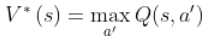 V* (s) = max_{a'} Q(s, a')